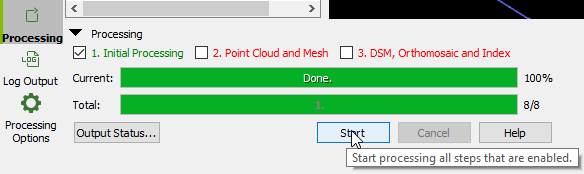 Processing
Processing
1. Initial Processing
2. Point Cloud and Mesh
3. DSM, Orthomosaic and Index
LOG
Log Output
Current:
Done.
100%
Total:
1.
8/8
Processing
Options
Output Status...
Start
Cancel
Help
Start processing all steps that are enabled.